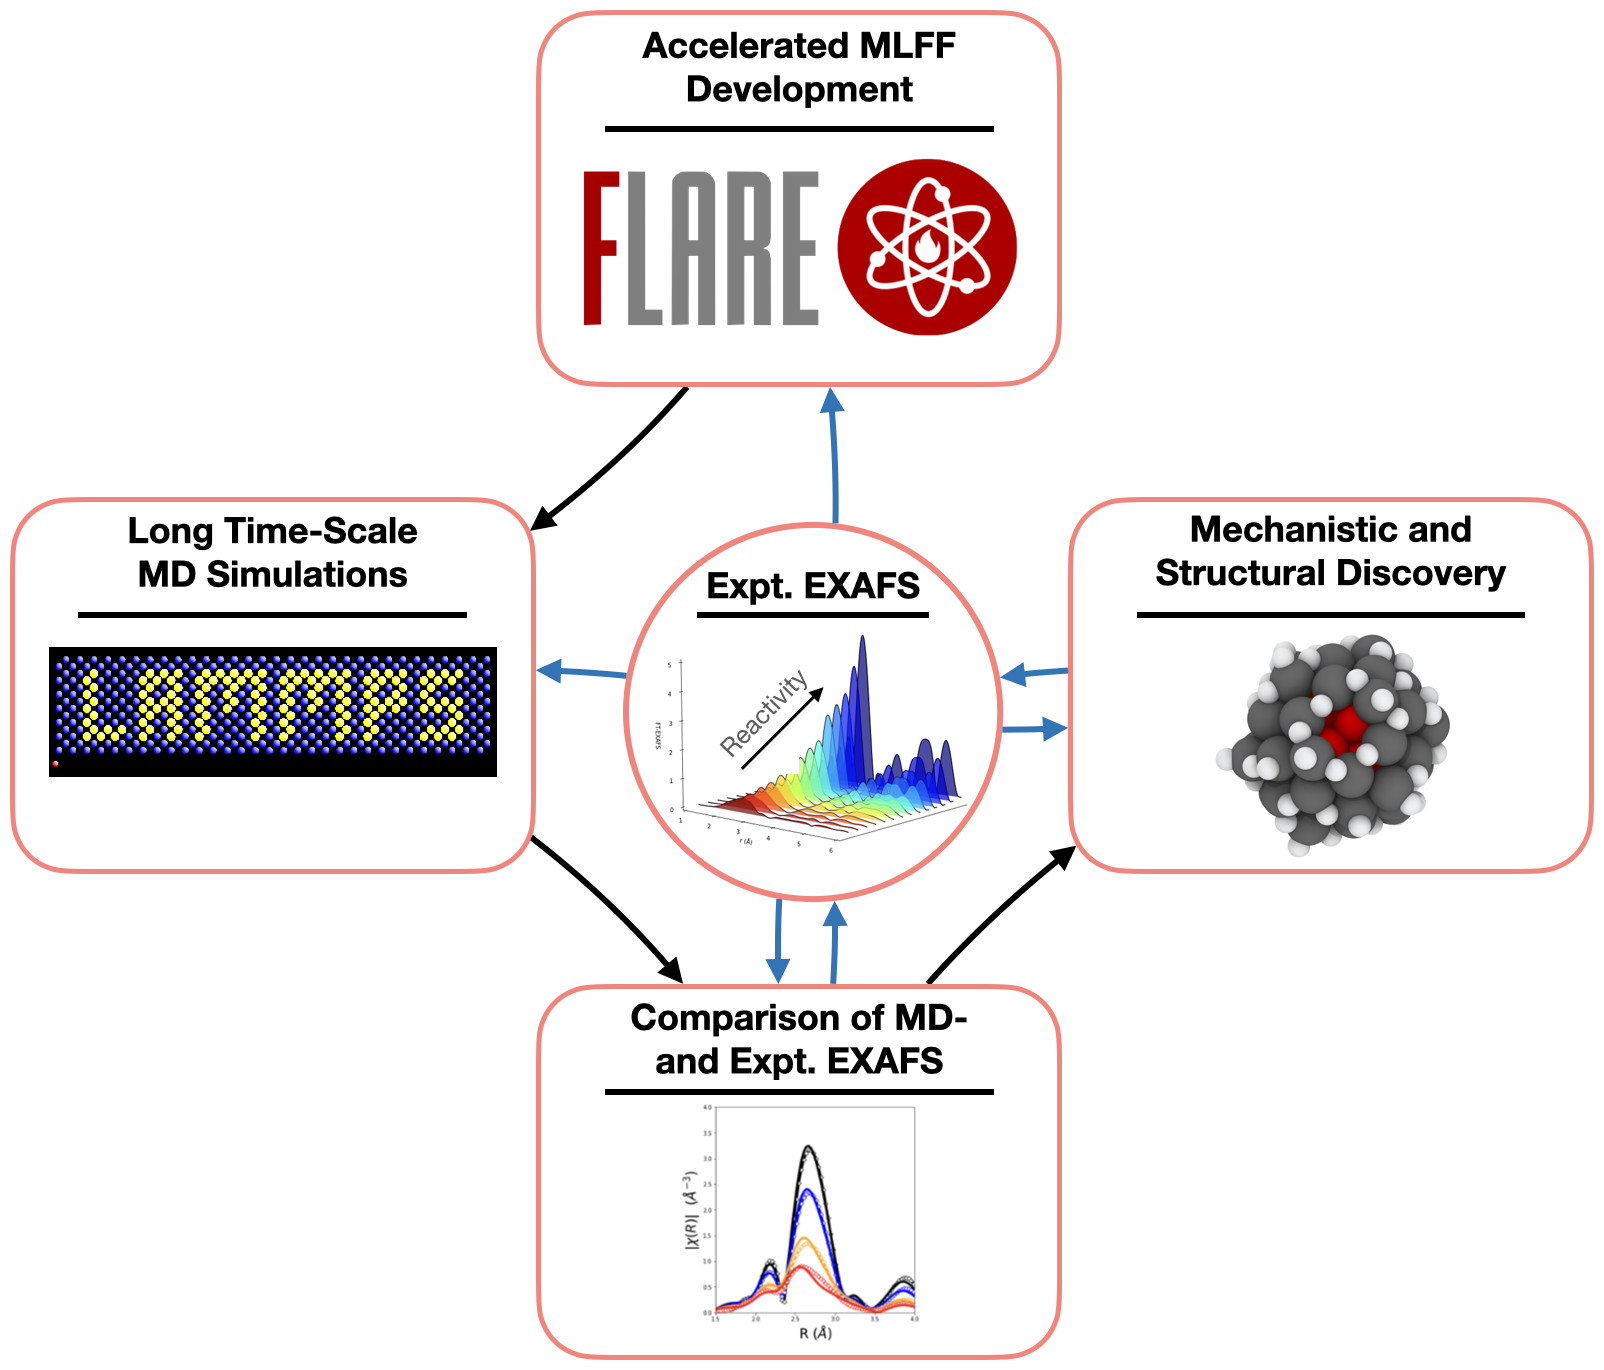 Accelerated MLFF
Development
FLARE
Long Time-Scale
MD Simulations
LAMMPS
Expt. EXAFS
Reactivity
FT-EXAFS
5
4
3
2
1
0
1
2
3
4
5
6
r (Å)
Mechanistic and
Structural Discovery
Comparison of MD-
and Expt. EXAFS
|χ(R)| (Å⁻³)
4.0
3.5
3.0
2.5
2.0
1.5
1.0
0.5
0.0
1.5 2.0 2.5 3.0 3.5 4.0
R (Å)